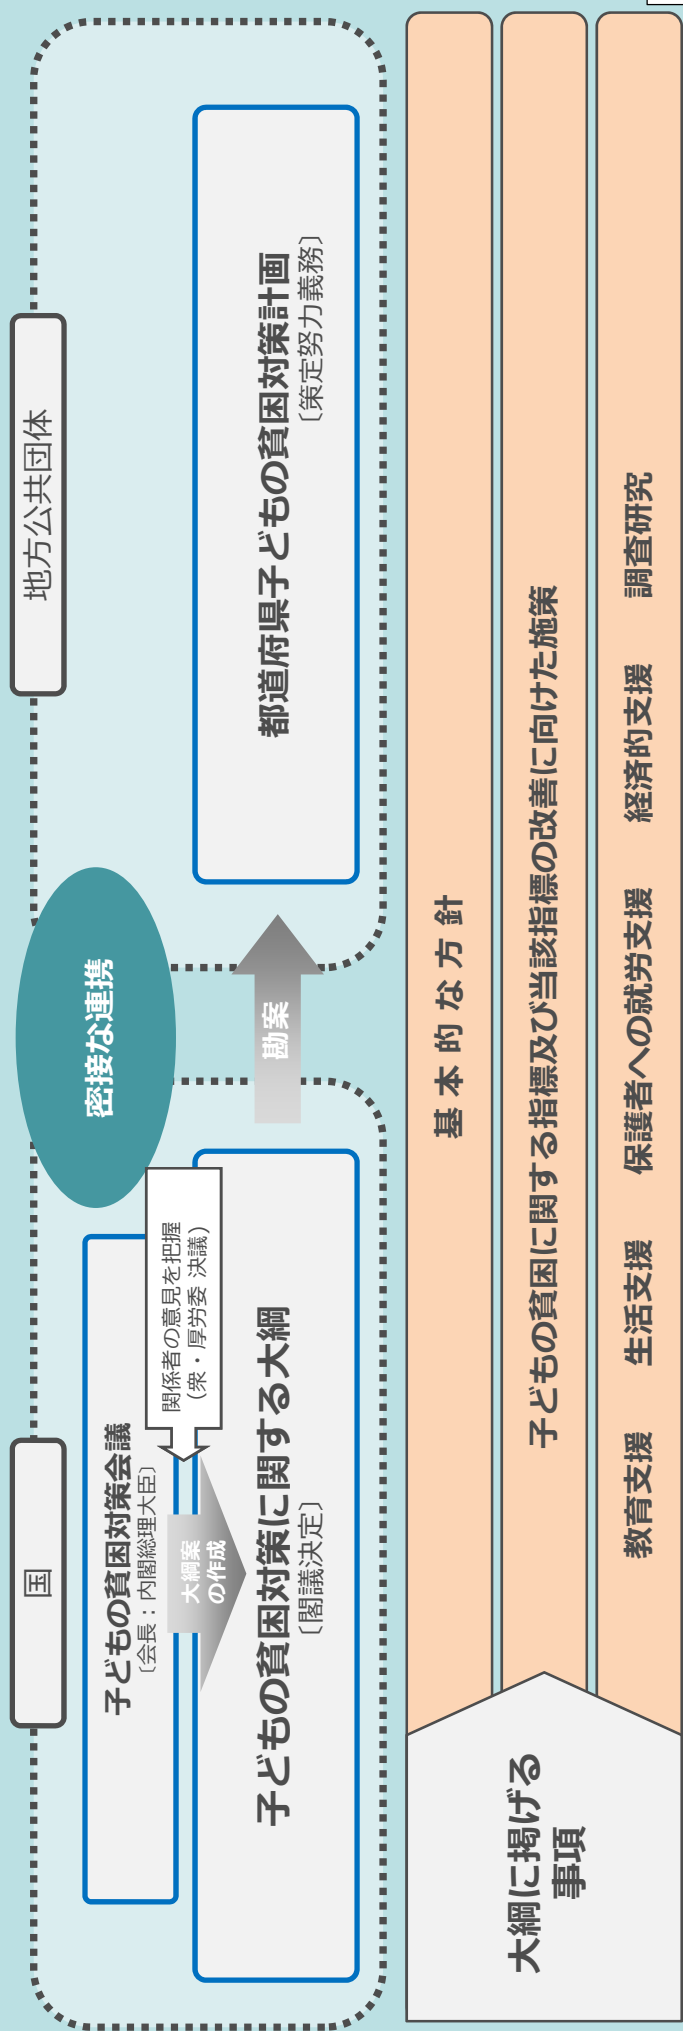 国
子どもの貧困対策会議
〔会長：内閣総理大臣〕
関係者の意見を把握
（衆・厚労委 決議）
大綱案
の作成
子どもの貧困対策に関する大綱
〔閣議決定〕
密接な連携
勘案
地方公共団体
都道府県子どもの貧困対策計画
〔策定努力義務〕
大綱に掲げる
事項
基本的な方針
子どもの貧困に関する指標及び当該指標の改善に向けた施策
教育支援　生活支援　保護者への就労支援　経済的支援　調査研究